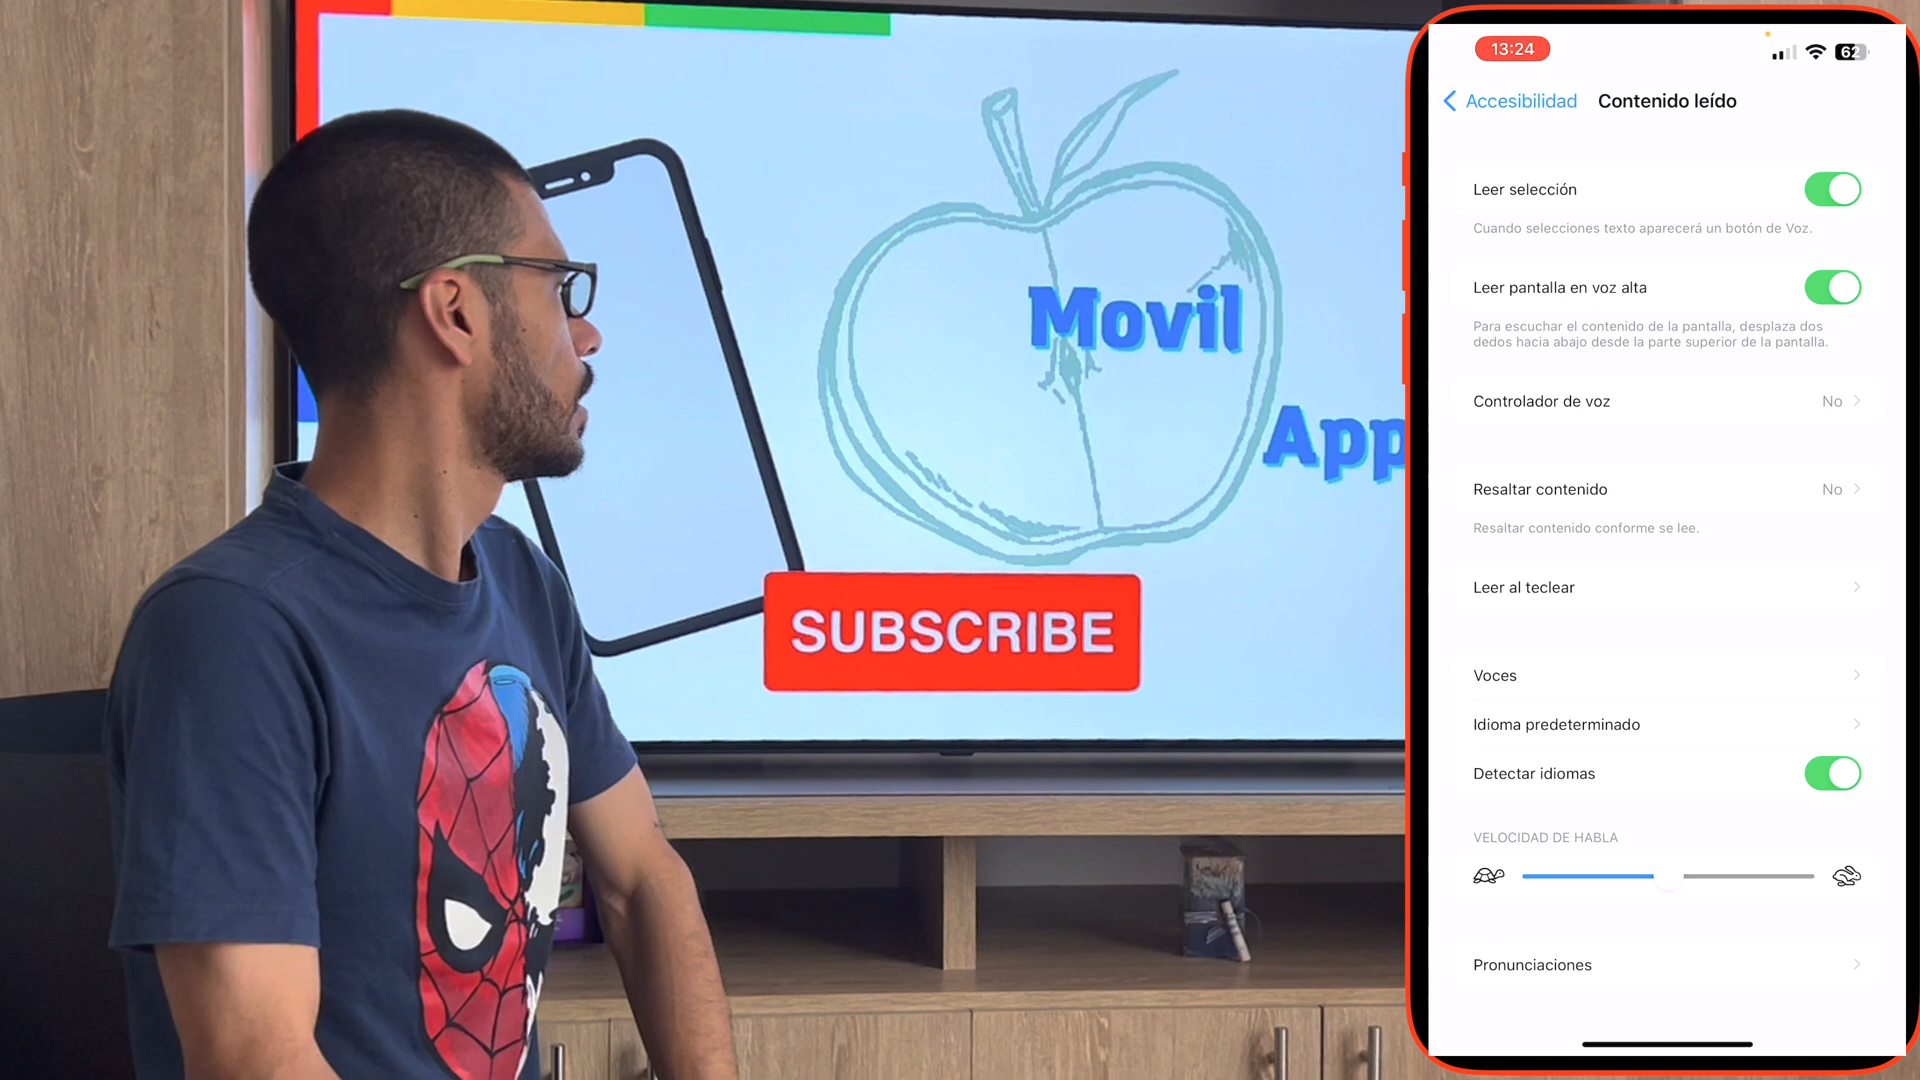 Movil
App
SUBSCRIBE
13:24
62
Accesibilidad
Contenido leído
Leer selección
Cuando selecciones texto aparecerá un botón de Voz.
Leer pantalla en voz alta
Para escuchar el contenido de la pantalla, desplaza dos
dedos hacia abajo desde la parte superior de la pantalla.
Controlador de voz
No
Resaltar contenido
No
Resaltar contenido conforme se lee.
Leer al teclear
Voces
Idioma predeterminado
Detectar idiomas
VELOCIDAD DE HABLA
Pronunciaciones